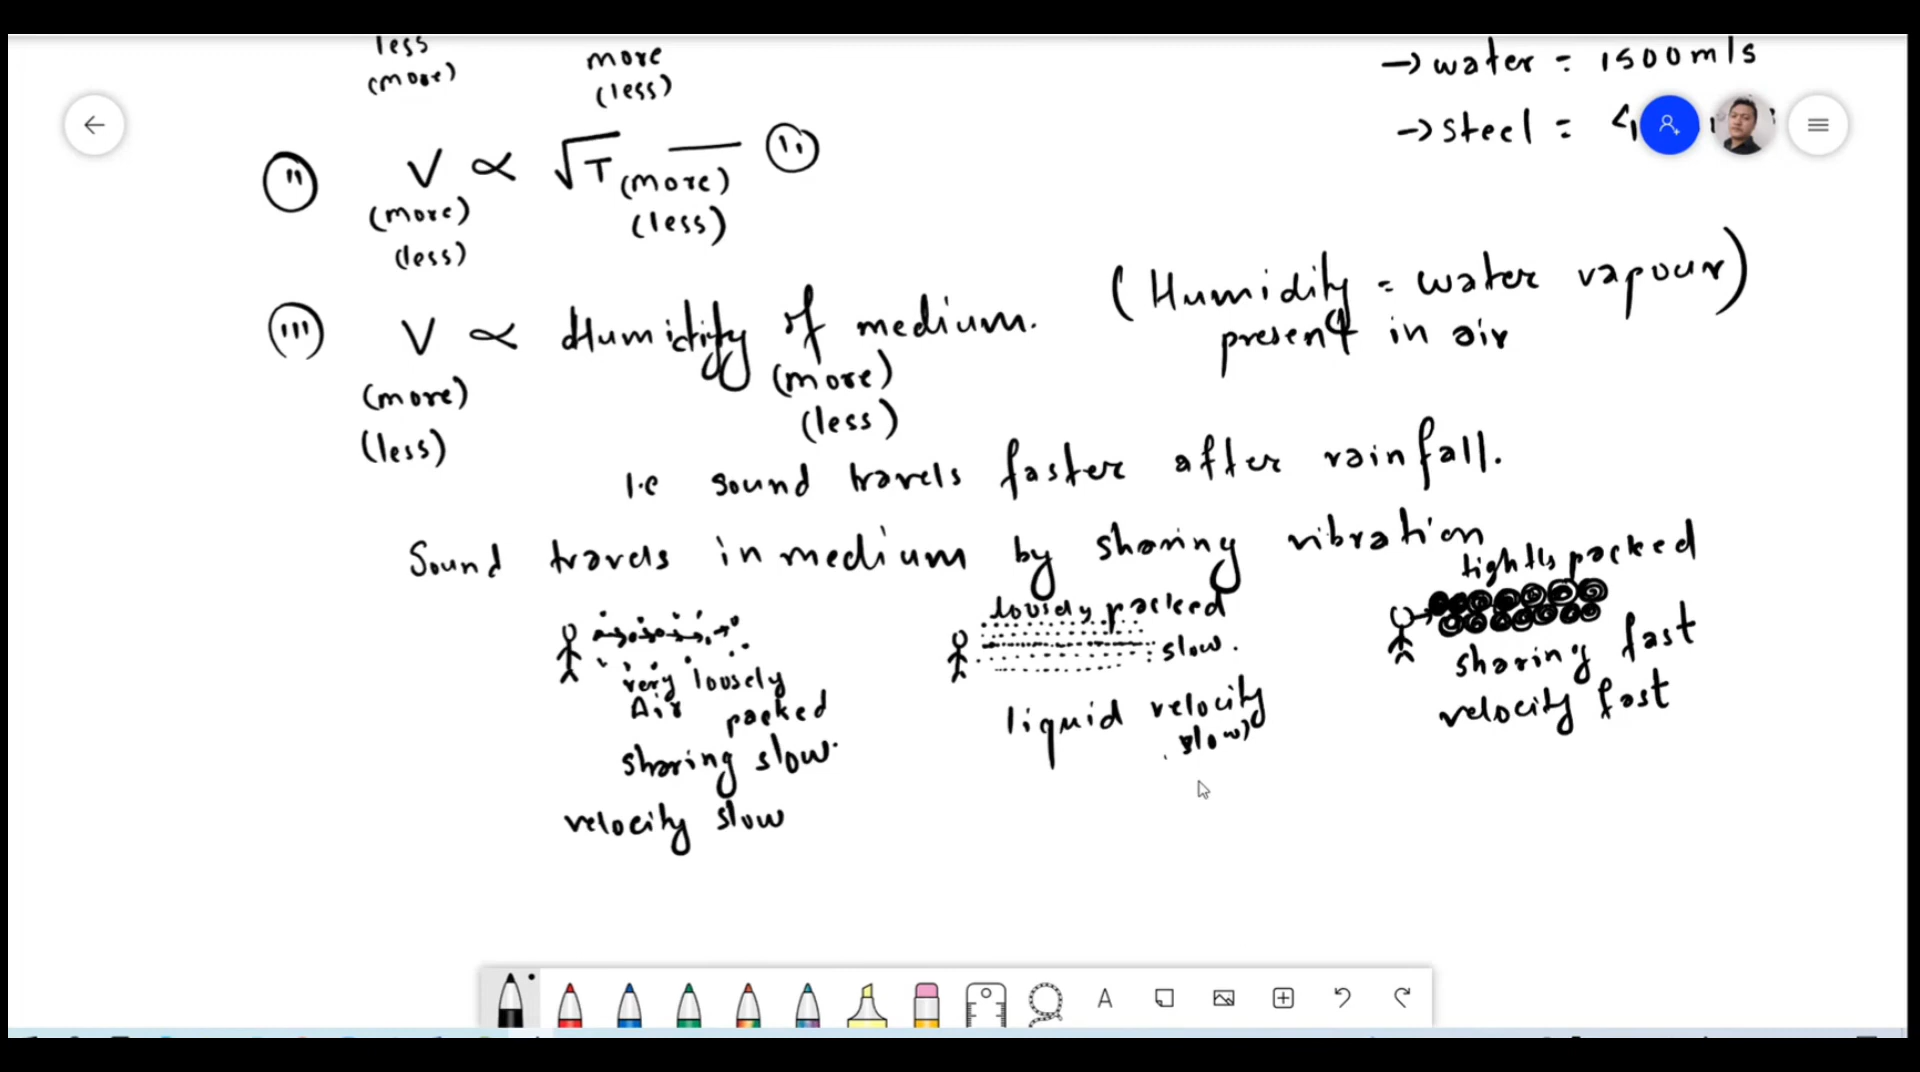 less more
(more) (less)
→ water = 1500 m/s
→ steel =
(ii) V ∝ √T (more) — (ii)
(more) (less)
(less)
(iii) V ∝ Humidity of medium. (Humidity = water vapour)
present in air
(more) (more)
(less) (less)
i.e sound travels faster after rainfall.
Sound travels in medium by sharing vibration
very loosely
Air packed
sharing slow.
velocity slow
loosely packed
slow.
liquid velocity
slow)
tightly packed
sharing fast
velocity fast
A